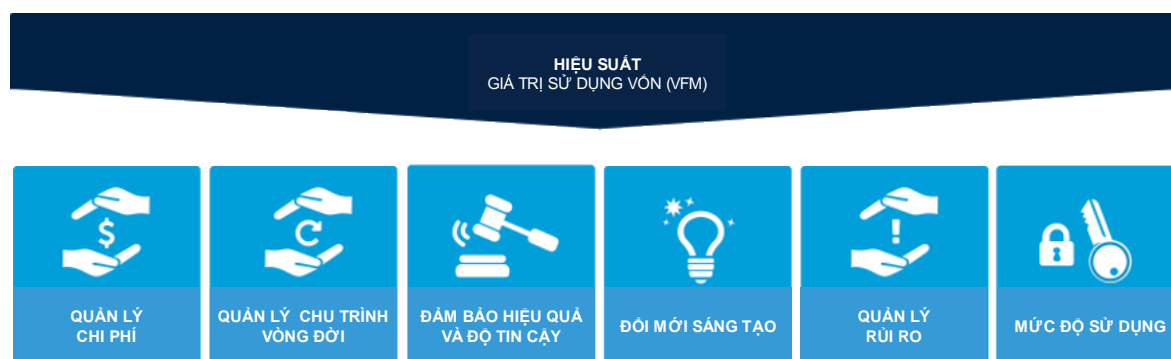 HIỆU SUẤT
GIÁ TRỊ SỬ DỤNG VỐN (VFM)
$
C
!
QUẢN LÝ
CHI PHÍ
QUẢN LÝ CHU TRÌNH
VÒNG ĐỜI
ĐẢM BẢO HIỆU QUẢ
VÀ ĐỘ TIN CẬY
ĐỔI MỚI SÁNG TẠO
QUẢN LÝ
RỦI RO
MỨC ĐỘ SỬ DỤNG